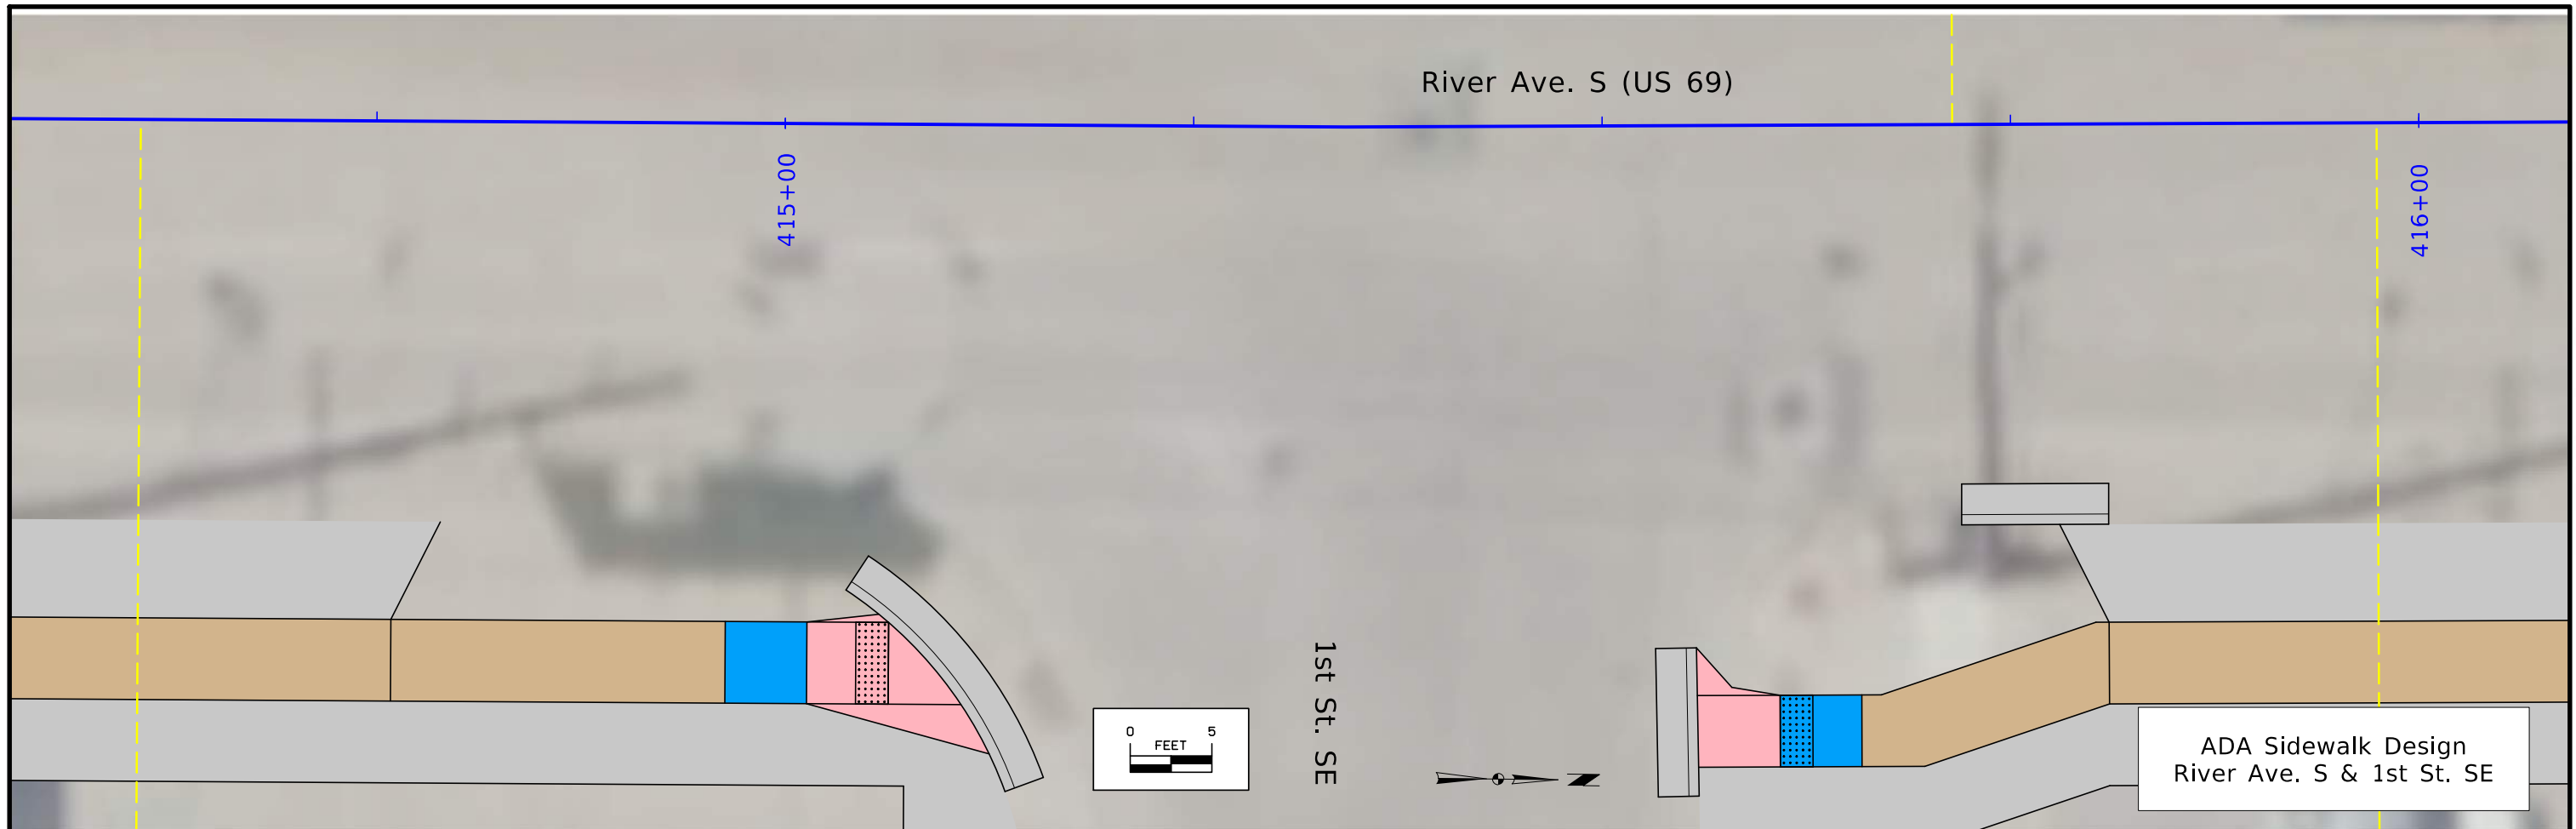 River Ave. S (US 69)
415+00
416+00
1st St. SE
0 5
FEET
N
ADA Sidewalk Design
River Ave. S & 1st St. SE